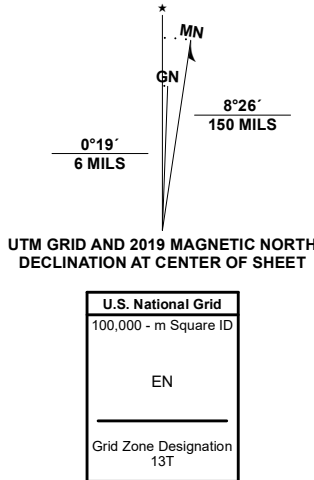 ★
MN
GN
8°26´
150 MILS
0°19´
6 MILS
UTM GRID AND 2019 MAGNETIC NORTH
DECLINATION AT CENTER OF SHEET
U.S. National Grid
100,000 - m Square ID
EN
Grid Zone Designation
13T